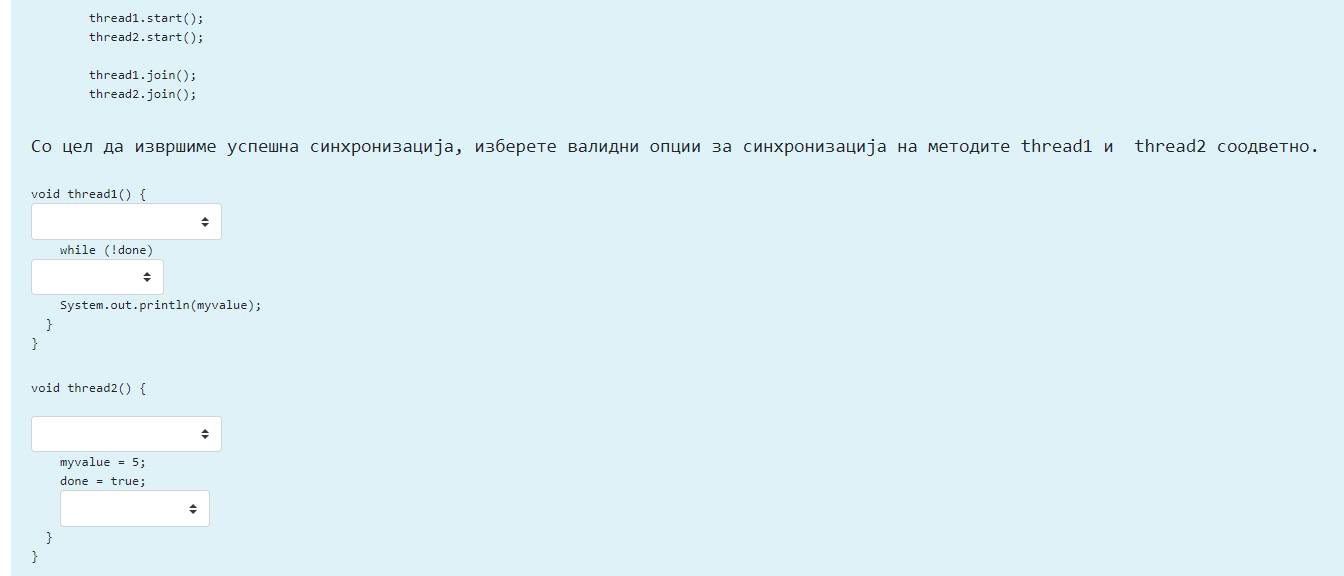 thread1.start();
thread2.start();
thread1.join();
thread2.join();
Со цел да извршиме успешна синхронизација, изберете валидни опции за синхронизација на методите thread1 и thread2 соодветно.
void thread1() {
while (!done)
System.out.println(myvalue);
}
}
void thread2() {
myvalue = 5;
done = true;
}
}